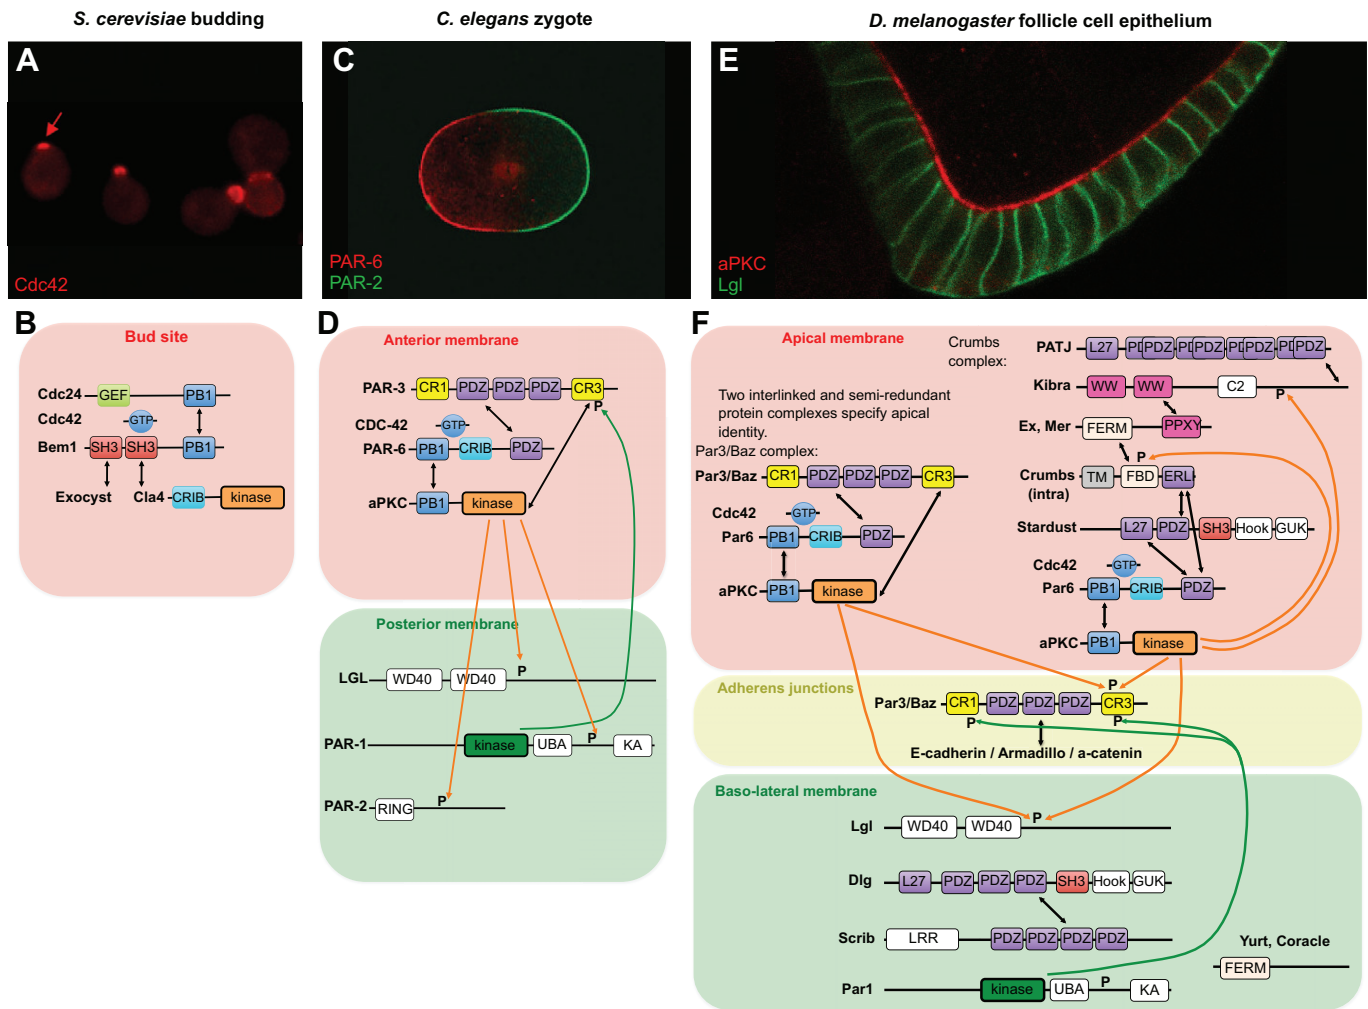 S. cerevisiae budding
C. elegans zygote
D. melanogaster follicle cell epithelium
A
Cdc42
C
PAR-6
PAR-2
E
aPKC
Lgl
B
Bud site
Cdc24 GEF PB1
Cdc42 GTP
Bem1 SH3 SH3 PB1
Exocyst Cla4 CRIB kinase
D
Anterior membrane
PAR-3 CR1 PDZ PDZ PDZ CR3
P
CDC-42 GTP
PAR-6 PB1 CRIB PDZ
aPKC PB1 kinase
Posterior membrane
P
LGL WD40 WD40
PAR-1 kinase UBA P KA
PAR-2 RING P
F
Apical membrane
Crumbs
complex:
PATJ L27 PDZ PDZ PDZ PDZ PDZ PDZ PDZ PDZ
Kibra WW WW C2
P
Two interlinked and semi-redundant
protein complexes specify apical
identity.
Par3/Baz complex:
Par3/Baz CR1 PDZ PDZ PDZ CR3
Cdc42 GTP
Par6 PB1 CRIB PDZ
aPKC PB1 kinase
Ex, Mer FERM PPXY
P
Crumbs TM FBD ERL
(intra)
Stardust L27 PDZ SH3 Hook GUK
Cdc42 GTP
Par6 PB1 CRIB PDZ
aPKC PB1 kinase
Adherens junctions
P
Par3/Baz CR1 PDZ PDZ PDZ CR3
P P
E-cadherin / Armadillo / a-catenin
Baso-lateral membrane
P
Lgl WD40 WD40
Dlg L27 PDZ PDZ PDZ SH3 Hook GUK
Scrib LRR PDZ PDZ PDZ PDZ
Yurt, Coracle
FERM
Par1 kinase UBA P KA